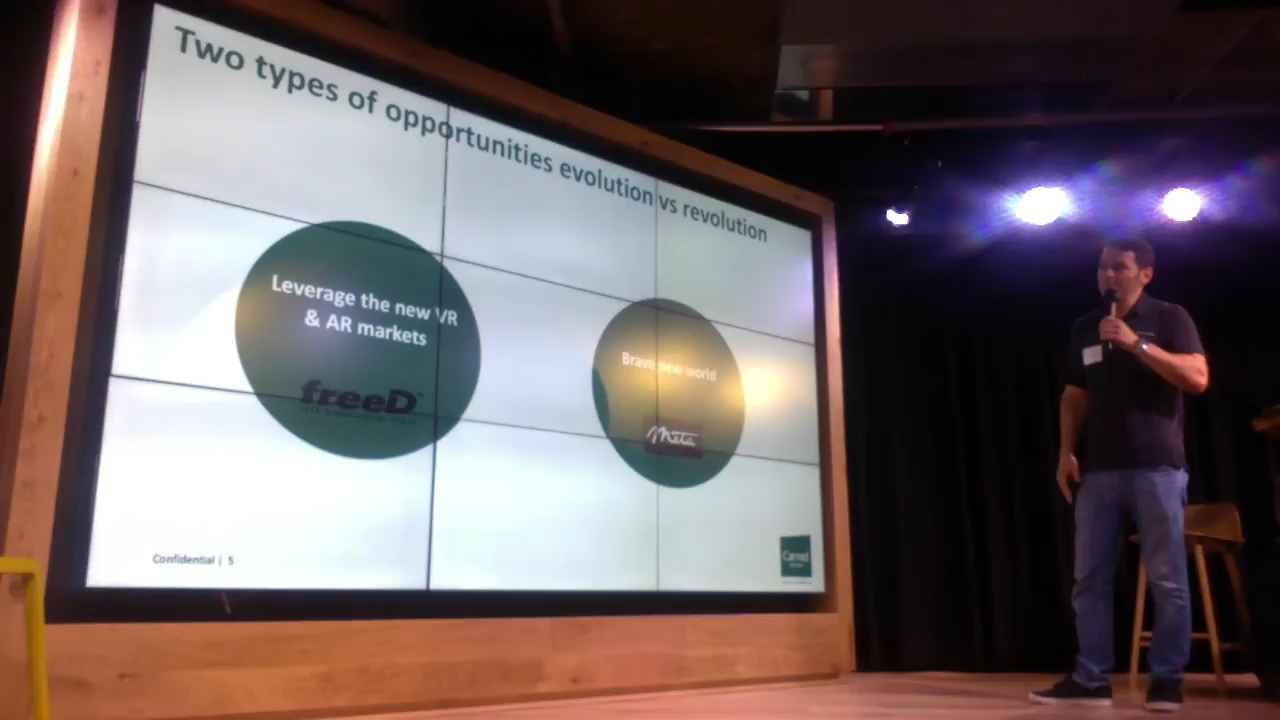 Two types of opportunities evolution vs revolution
Leverage the new VR
& AR markets
freeD
Brave new world
Meta
Confidential | 5
Carmel